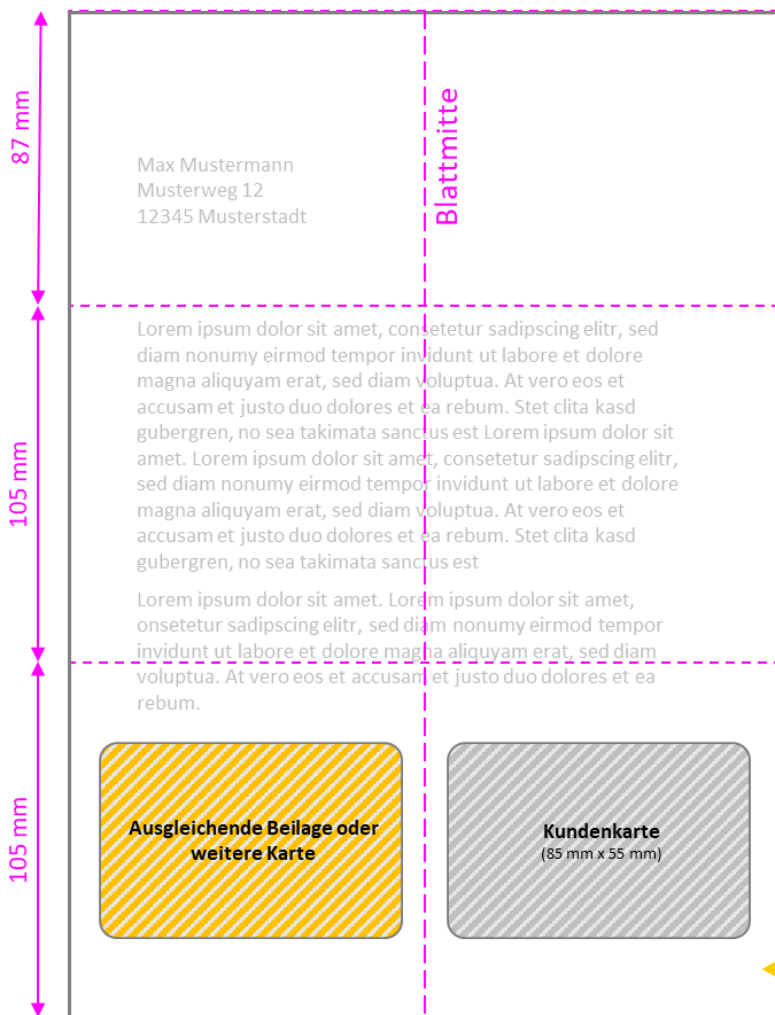 87 mm
Blattmitte
Max Mustermann
Musterweg 12
12345 Musterstadt
105 mm
Lorem ipsum dolor sit amet, consetetur sadipscing elitr, sed
diam nonumy eirmod tempor invidunt ut labore et dolore
magna aliquyam erat, sed diam voluptua. At vero eos et
accusam et justo duo dolores et ea rebum. Stet clita kasd
gubergren, no sea takimata sanctus est Lorem ipsum dolor sit
amet. Lorem ipsum dolor sit amet, consetetur sadipscing elitr,
sed diam nonumy eirmod tempor invidunt ut labore et dolore
magna aliquyam erat, sed diam voluptua. At vero eos et
accusam et justo duo dolores et ea rebum. Stet clita kasd
gubergren, no sea takimata sanctus est
Lorem ipsum dolor sit amet. Lorem ipsum dolor sit amet,
onsetetur sadipscing elitr, sed diam nonumy eirmod tempor
invidunt ut labore et dolore magna aliquyam erat, sed diam
voluptua. At vero eos et accusam et justo duo dolores et ea
rebum.
105 mm
Ausgleichende Beilage oder
weitere Karte
Kundenkarte
(85 mm x 55 mm)